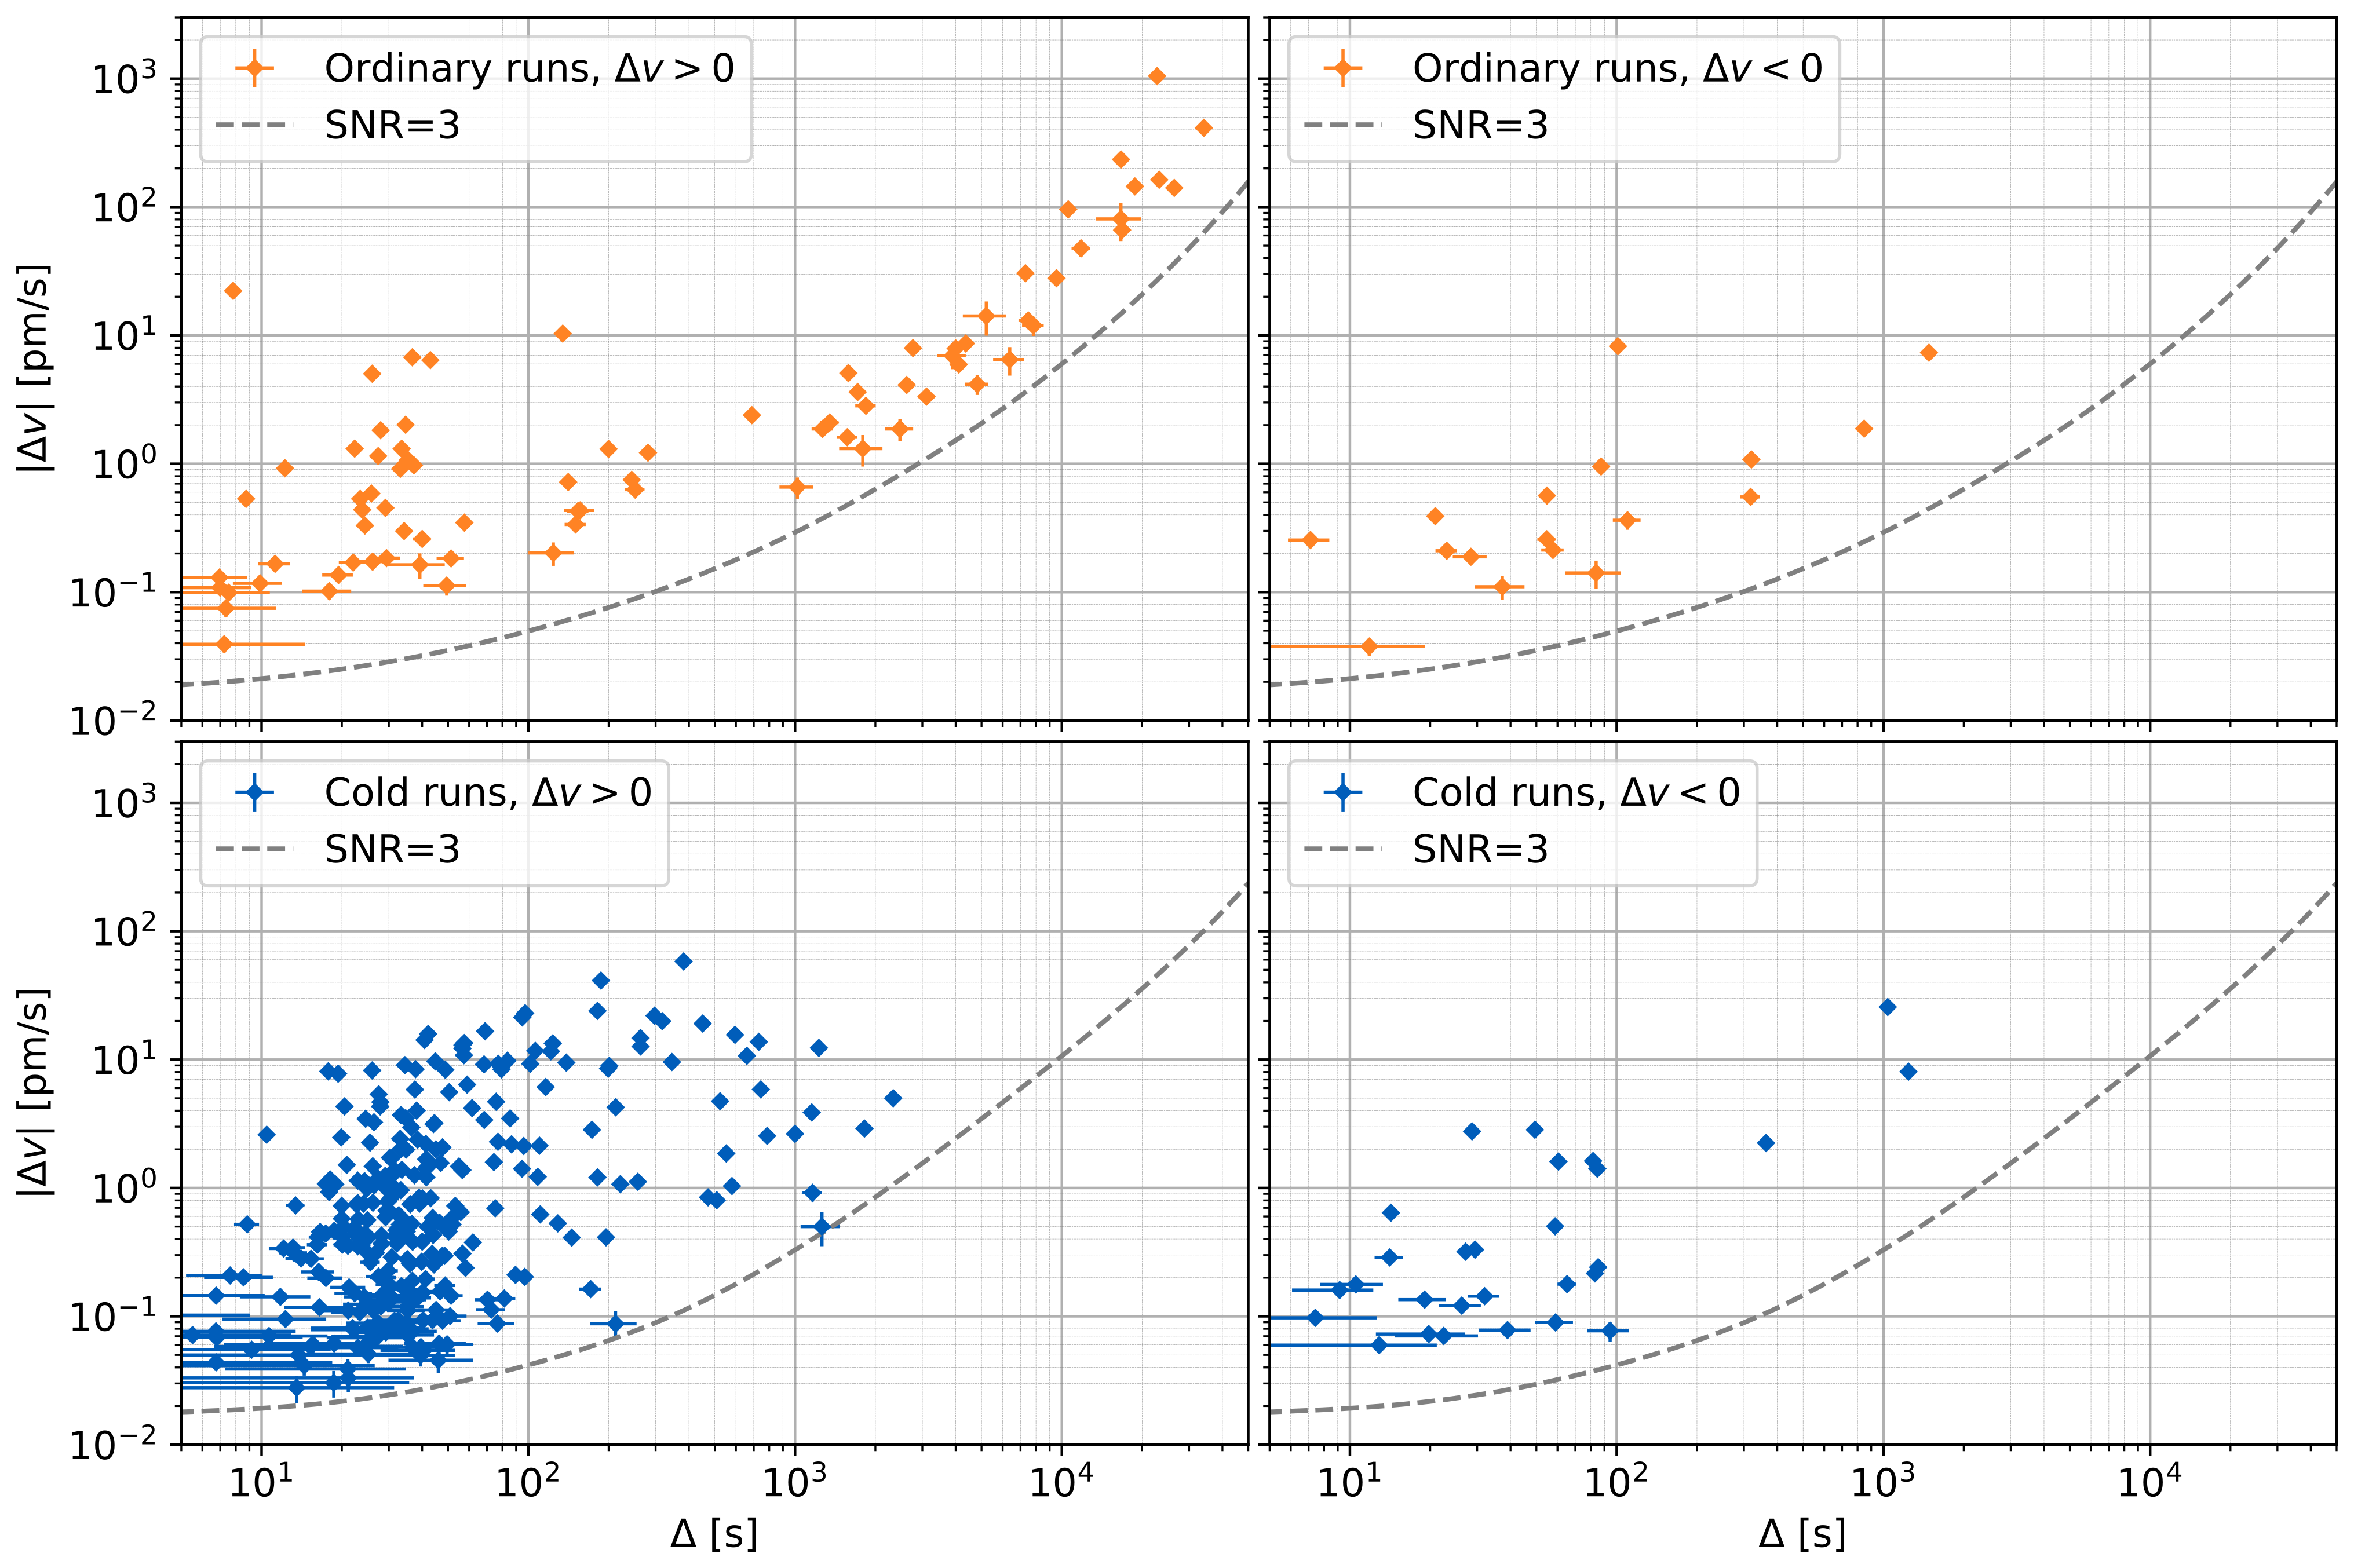 Ordinary runs, Δv > 0
SNR=3
Ordinary runs, Δv < 0
SNR=3
10³
10²
10¹
10⁰
10⁻¹
10⁻²
|Δv| [pm/s]
Cold runs, Δv > 0
SNR=3
Cold runs, Δv < 0
SNR=3
10³
10²
10¹
10⁰
10⁻¹
10⁻²
|Δv| [pm/s]
10¹ 10² 10³ 10⁴ 10¹ 10² 10³ 10⁴
Δ [s] Δ [s]